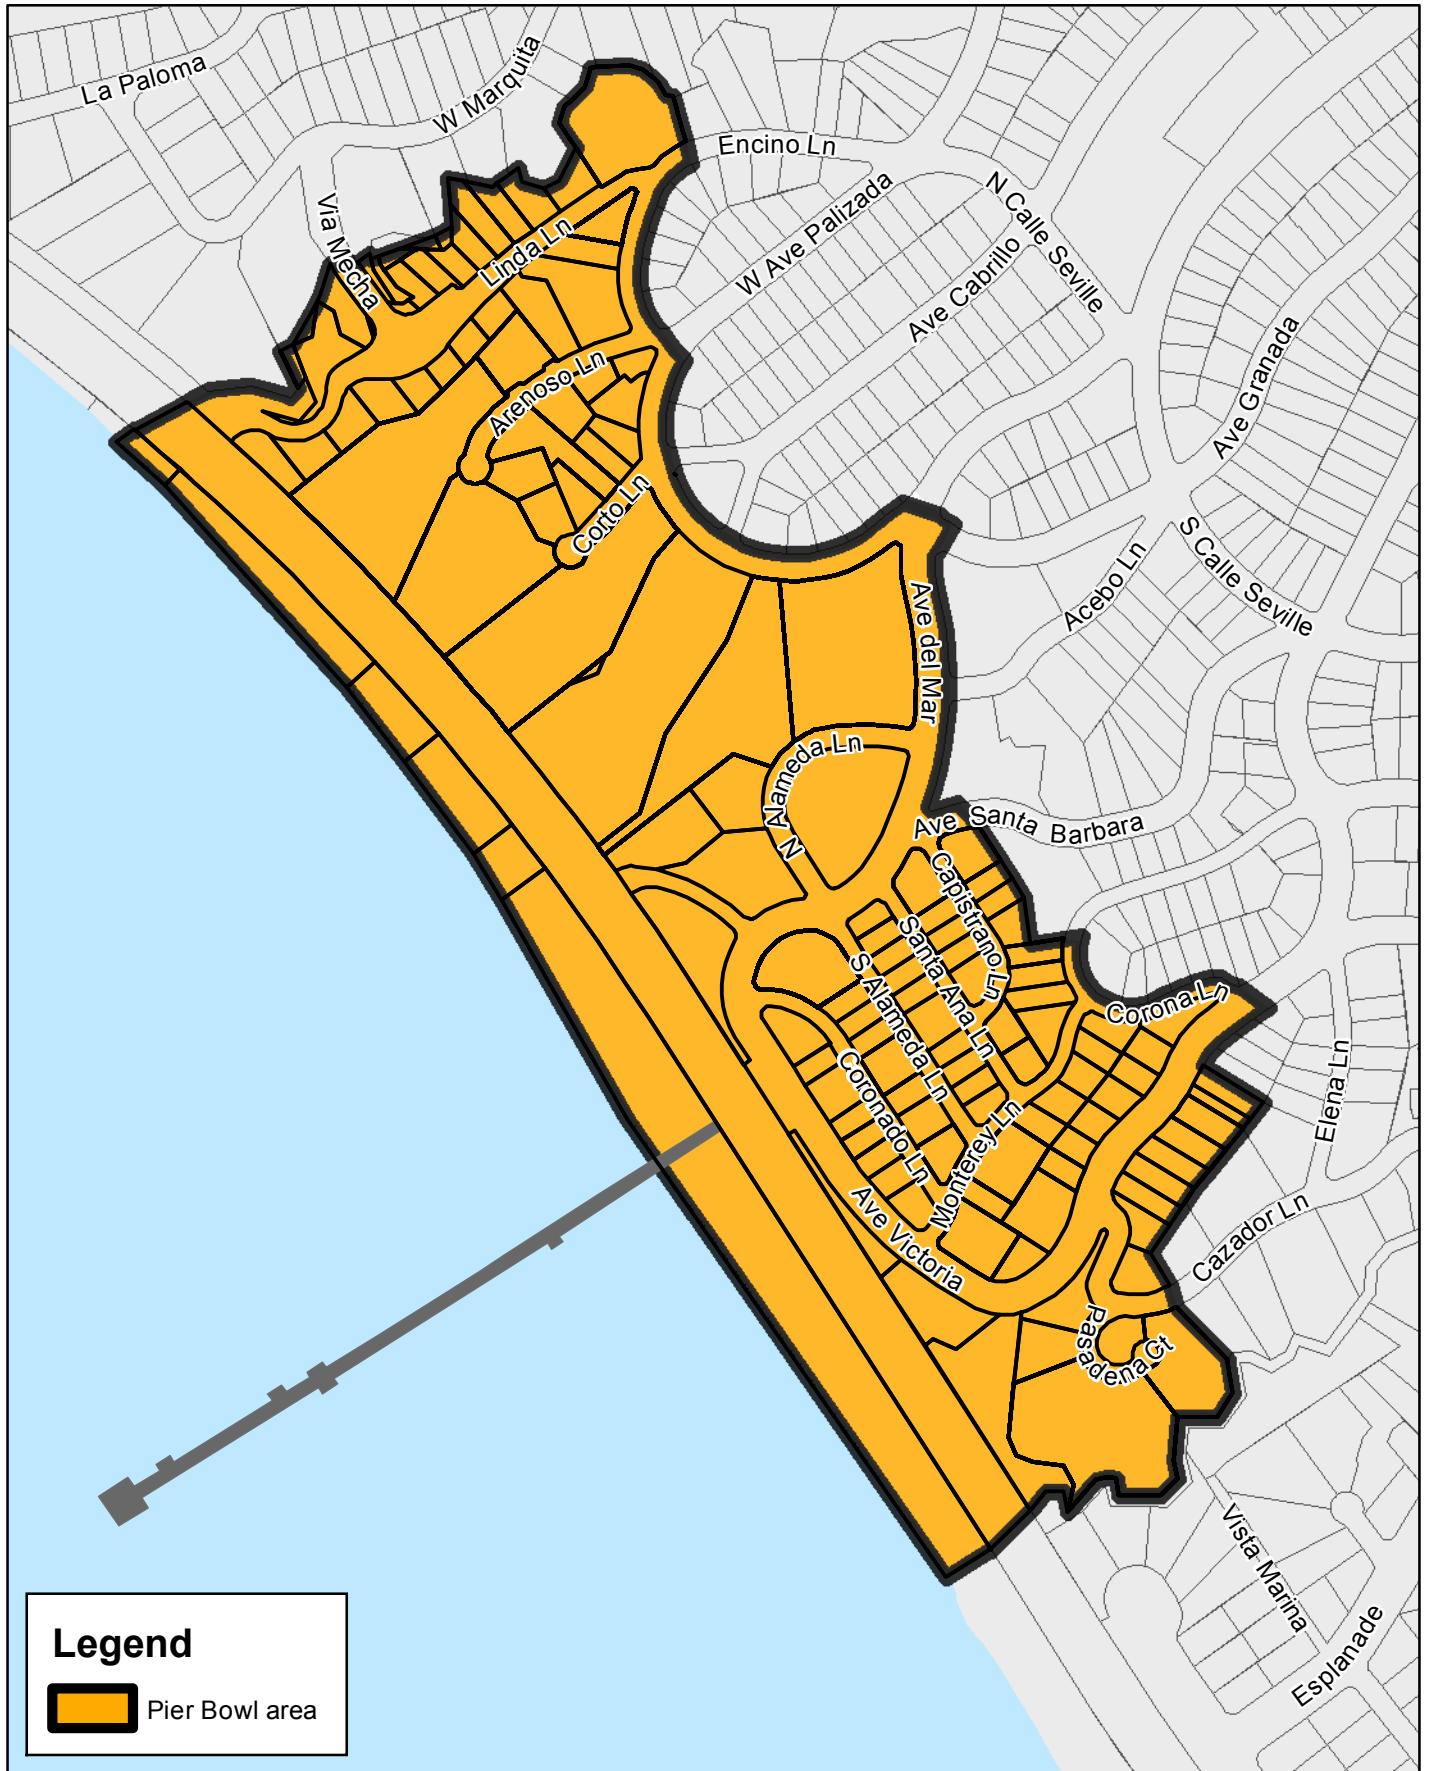 La Paloma
W Marquita
Encino Ln
N Calle Seville
W Ave Palizada
Via Mecha
Linda Ln
Ave Cabrillo
Ave Granada
Arenoso Ln
Corto Ln
S Calle Seville
Acebo Ln
Ave del Mar
N Alameda Ln
Ave Santa Barbara
Capistrano Ln
Santa Ana Ln
S Alameda Ln
Corona Ln
Coronado Ln
Elena Ln
Monterey Ln
Ave Victoria
Cazador Ln
Pasadena Ct
Vista Marina
Esplanade
Legend
Pier Bowl area